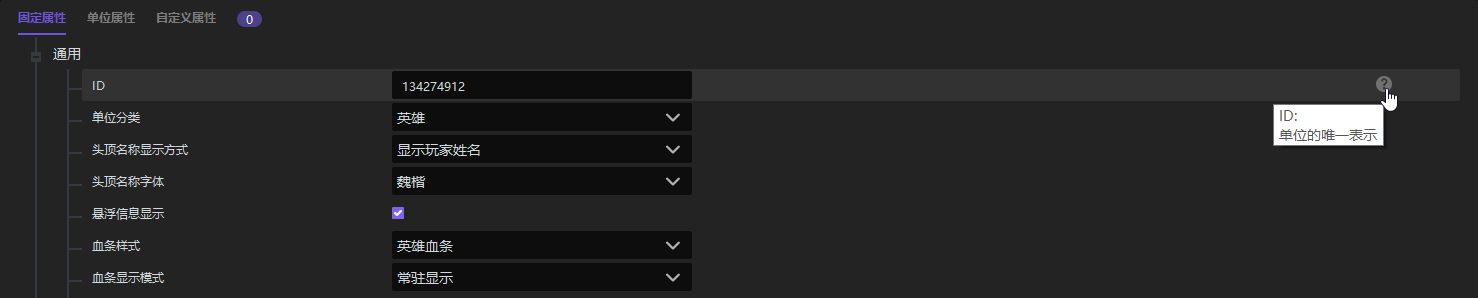 固定属性 单位属性 自定义属性 0
通用
ID 134274912 ?
单位分类 英雄
ID:
单位的唯一表示
头顶名称显示方式 显示玩家姓名
头顶名称字体 魏楷
悬浮信息显示
血条样式 英雄血条
血条显示模式 常驻显示